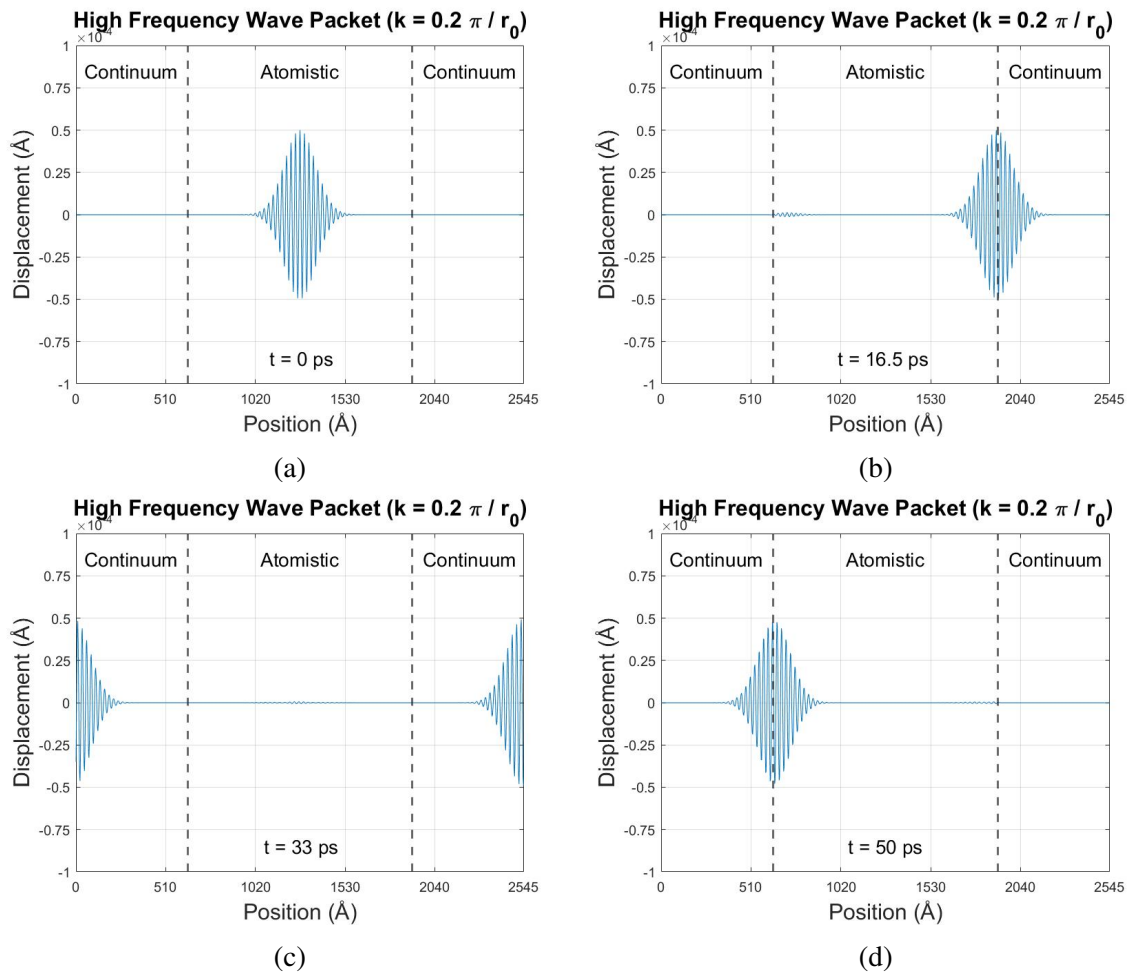 High Frequency Wave Packet (k = 0.2 π / r₀)
×10⁻⁴
Continuum Atomistic Continuum
1
0.75
0.5
0.25
0
-0.25
-0.5
-0.75
-1
Displacement (Å)
t = 0 ps
0 510 1020 1530 2040 2545
Position (Å)
(a)
High Frequency Wave Packet (k = 0.2 π / r₀)
×10⁻⁴
Continuum Atomistic Continuum
1
0.75
0.5
0.25
0
-0.25
-0.5
-0.75
-1
Displacement (Å)
t = 16.5 ps
0 510 1020 1530 2040 2545
Position (Å)
(b)
High Frequency Wave Packet (k = 0.2 π / r₀)
×10⁻⁴
Continuum Atomistic Continuum
1
0.75
0.5
0.25
0
-0.25
-0.5
-0.75
-1
Displacement (Å)
t = 33 ps
0 510 1020 1530 2040 2545
Position (Å)
(c)
High Frequency Wave Packet (k = 0.2 π / r₀)
×10⁻⁴
Continuum Atomistic Continuum
1
0.75
0.5
0.25
0
-0.25
-0.5
-0.75
-1
Displacement (Å)
t = 50 ps
0 510 1020 1530 2040 2545
Position (Å)
(d)